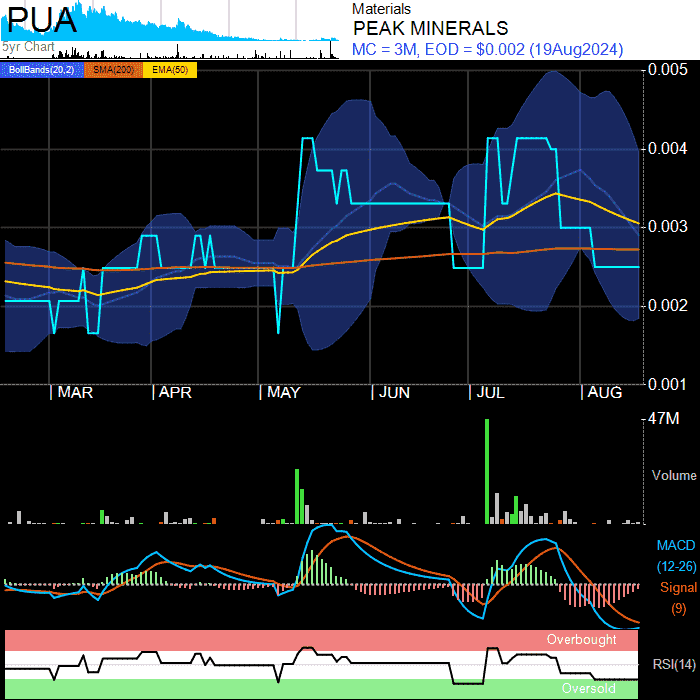 PUA
5yr Chart
Materials
PEAK MINERALS
MC = 3M, EOD = $0.002 (19Aug2024)
BollBands(20,2) SMA(200) EMA(50)
0.005
0.004
0.003
0.002
0.001
MAR APR MAY JUN JUL AUG
47M
Volume
MACD
(12-26)
Signal
(9)
Overbought
RSI(14)
Oversold